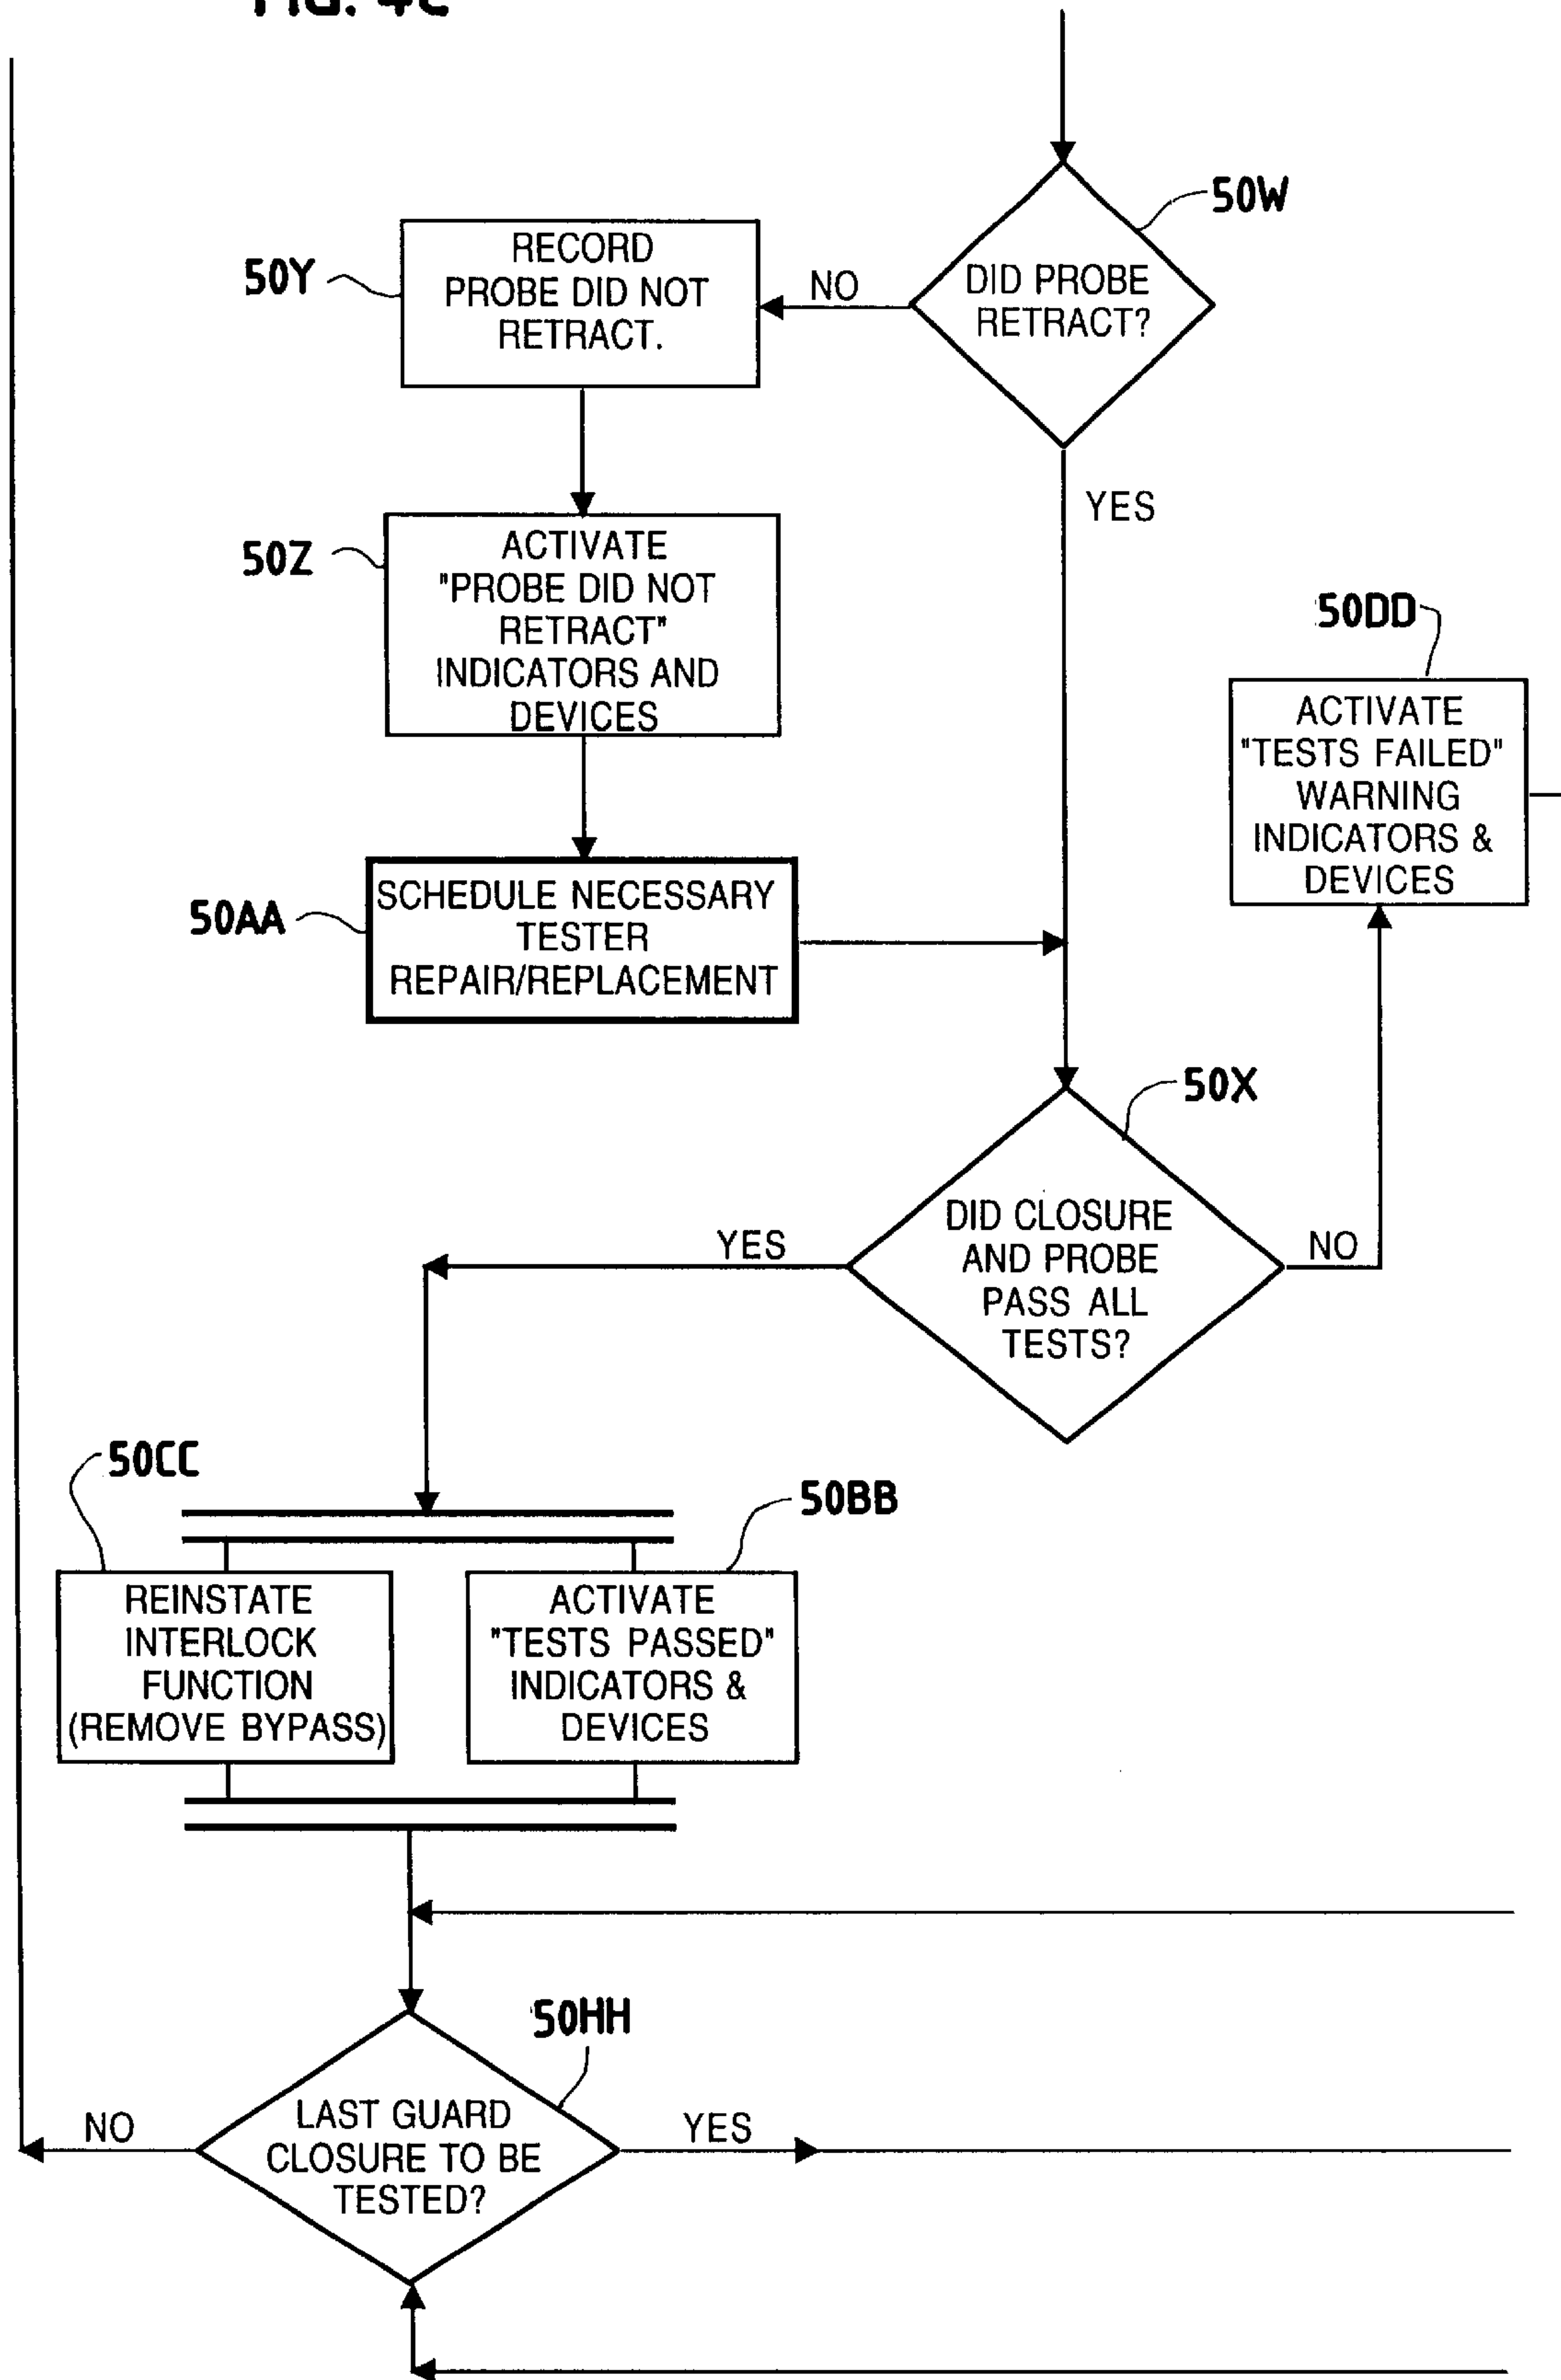 FIG. 4C
50W
DID PROBE
RETRACT?
NO
YES
50Y
RECORD
PROBE DID NOT
RETRACT.
50Z
ACTIVATE
"PROBE DID NOT
RETRACT"
INDICATORS AND
DEVICES
50AA
SCHEDULE NECESSARY
TESTER
REPAIR/REPLACEMENT
50DD
ACTIVATE
"TESTS FAILED"
WARNING
INDICATORS &
DEVICES
50X
DID CLOSURE
AND PROBE
PASS ALL
TESTS?
YES
NO
50CC
REINSTATE
INTERLOCK
FUNCTION
(REMOVE BYPASS)
50BB
ACTIVATE
"TESTS PASSED"
INDICATORS &
DEVICES
50HH
LAST GUARD
CLOSURE TO BE
TESTED?
NO
YES